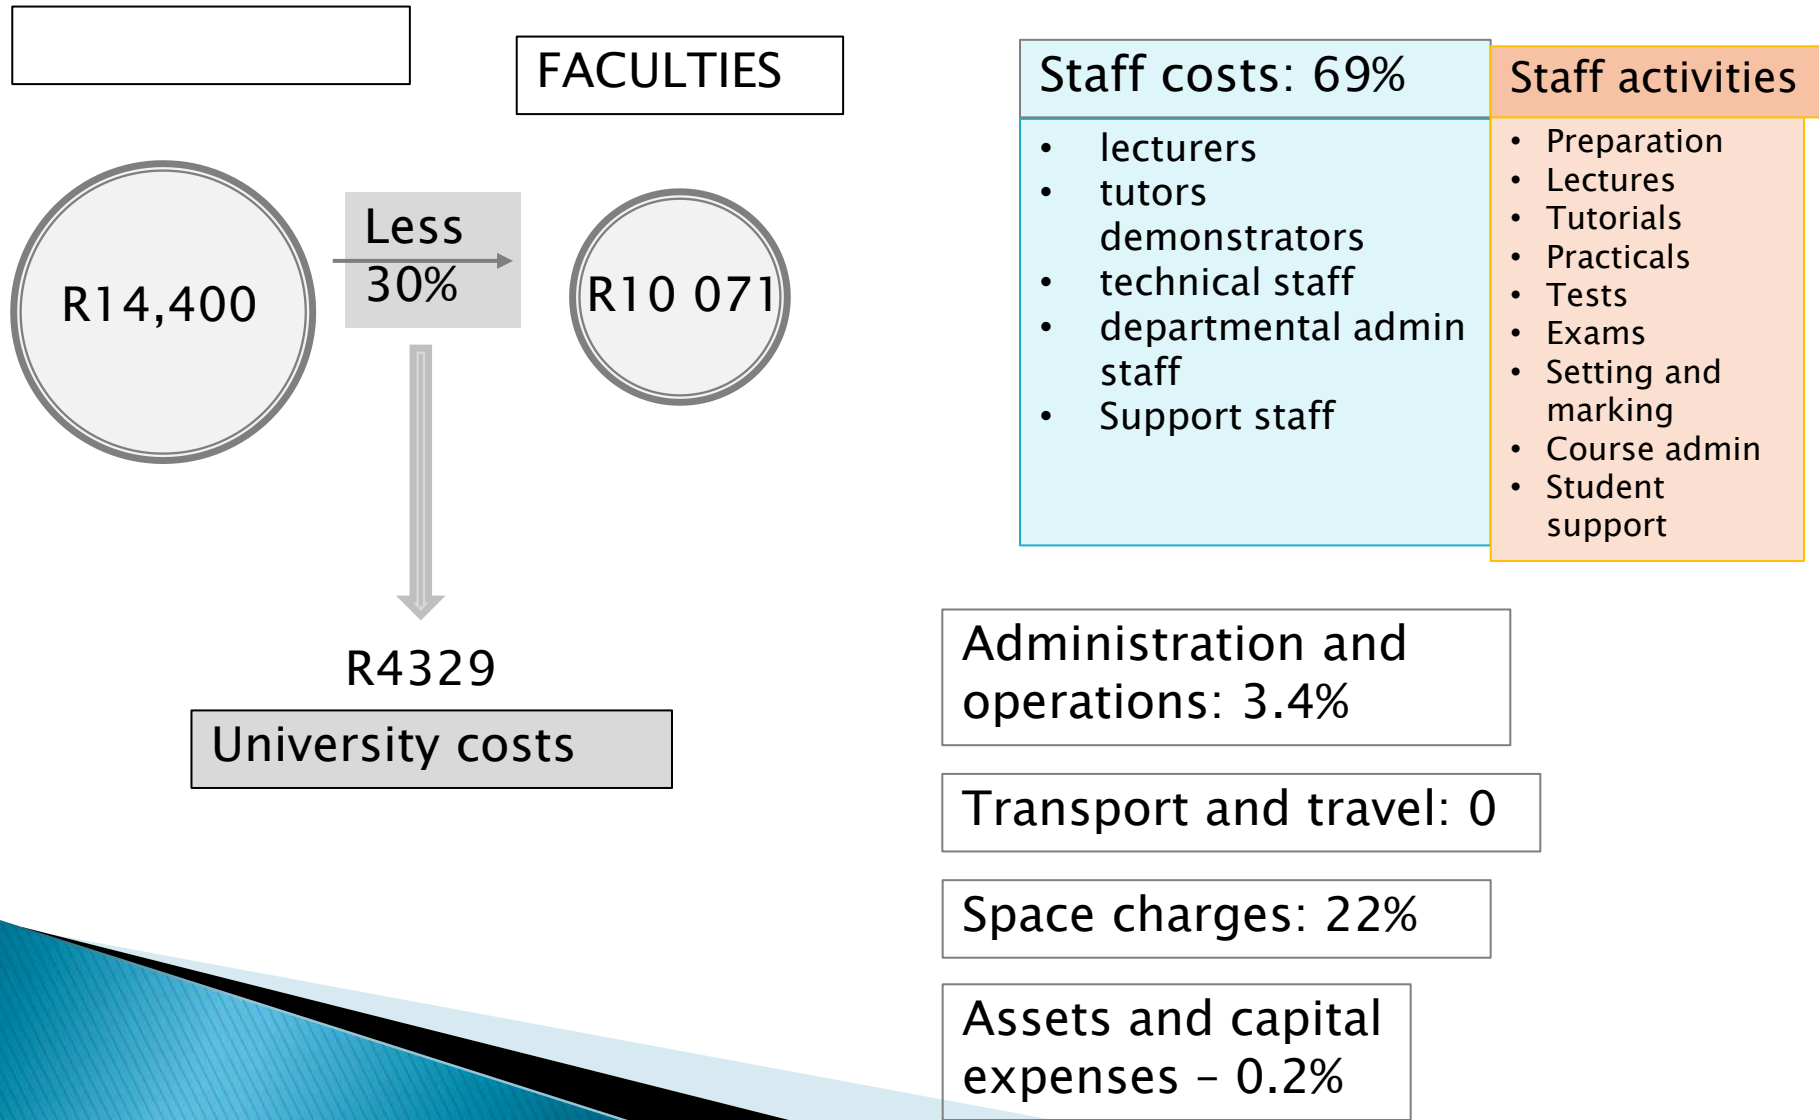 FACULTIES
R14,400
Less
30%
R10 071
R4329
University costs
Staff costs: 69%
• lecturers
• tutors
demonstrators
• technical staff
• departmental admin
staff
• Support staff
Staff activities
• Preparation
• Lectures
• Tutorials
• Practicals
• Tests
• Exams
• Setting and
marking
• Course admin
• Student
support
Administration and
operations: 3.4%
Transport and travel: 0
Space charges: 22%
Assets and capital
expenses – 0.2%